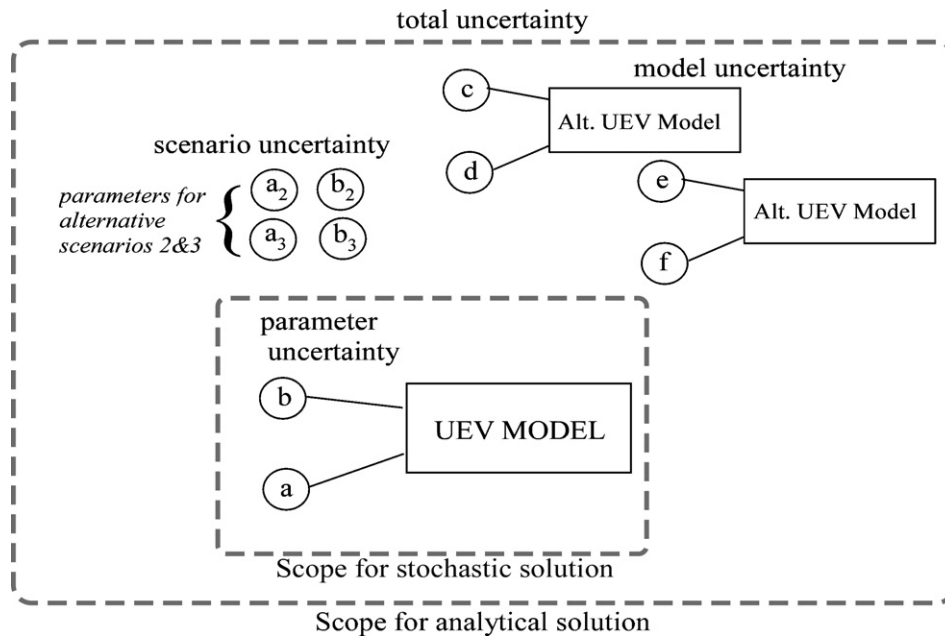 total uncertainty
model uncertainty
c
Alt. UEV Model
d
scenario uncertainty
parameters for
alternative
scenarios 2&3
{
a₂ b₂
a₃ b₃
e
Alt. UEV Model
f
parameter
uncertainty
b
UEV MODEL
a
Scope for stochastic solution
Scope for analytical solution